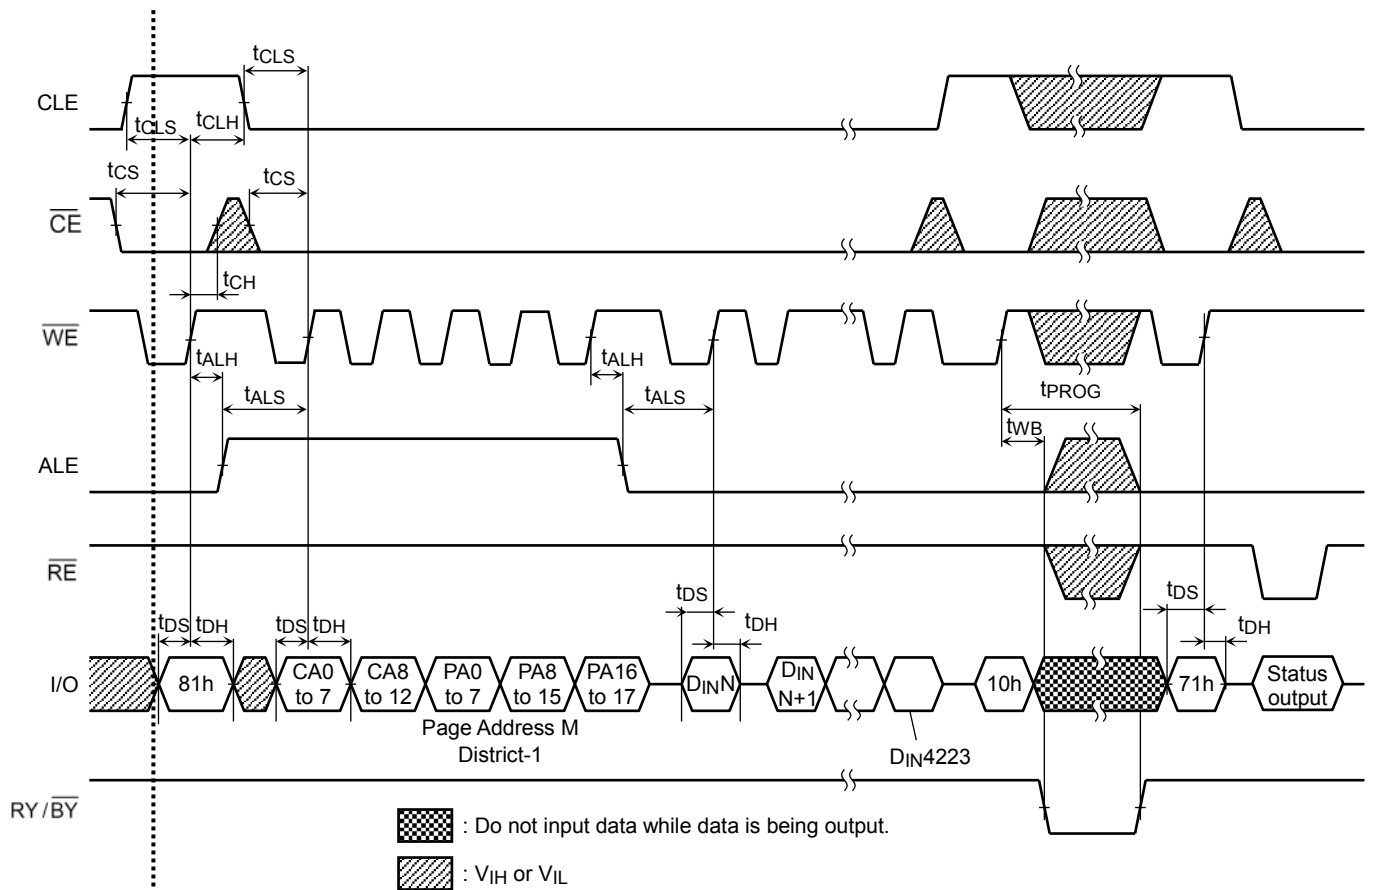 tCLS
CLE
tCLS tCLH
tCS tCS
CE
tCH
WE
tALH tALH
tALS tALS tPROG
tWB
ALE
RE
tDS tDH tDS tDH tDS tDH tDS tDH
I/O 81h CA0 to 7 CA8 to 12 PA0 to 7 PA8 to 15 PA16 to 17 DINN DIN N+1 10h 71h Status output
Page Address M
District-1
DIN4223
RY/BY
: Do not input data while data is being output.
: VIH or VIL